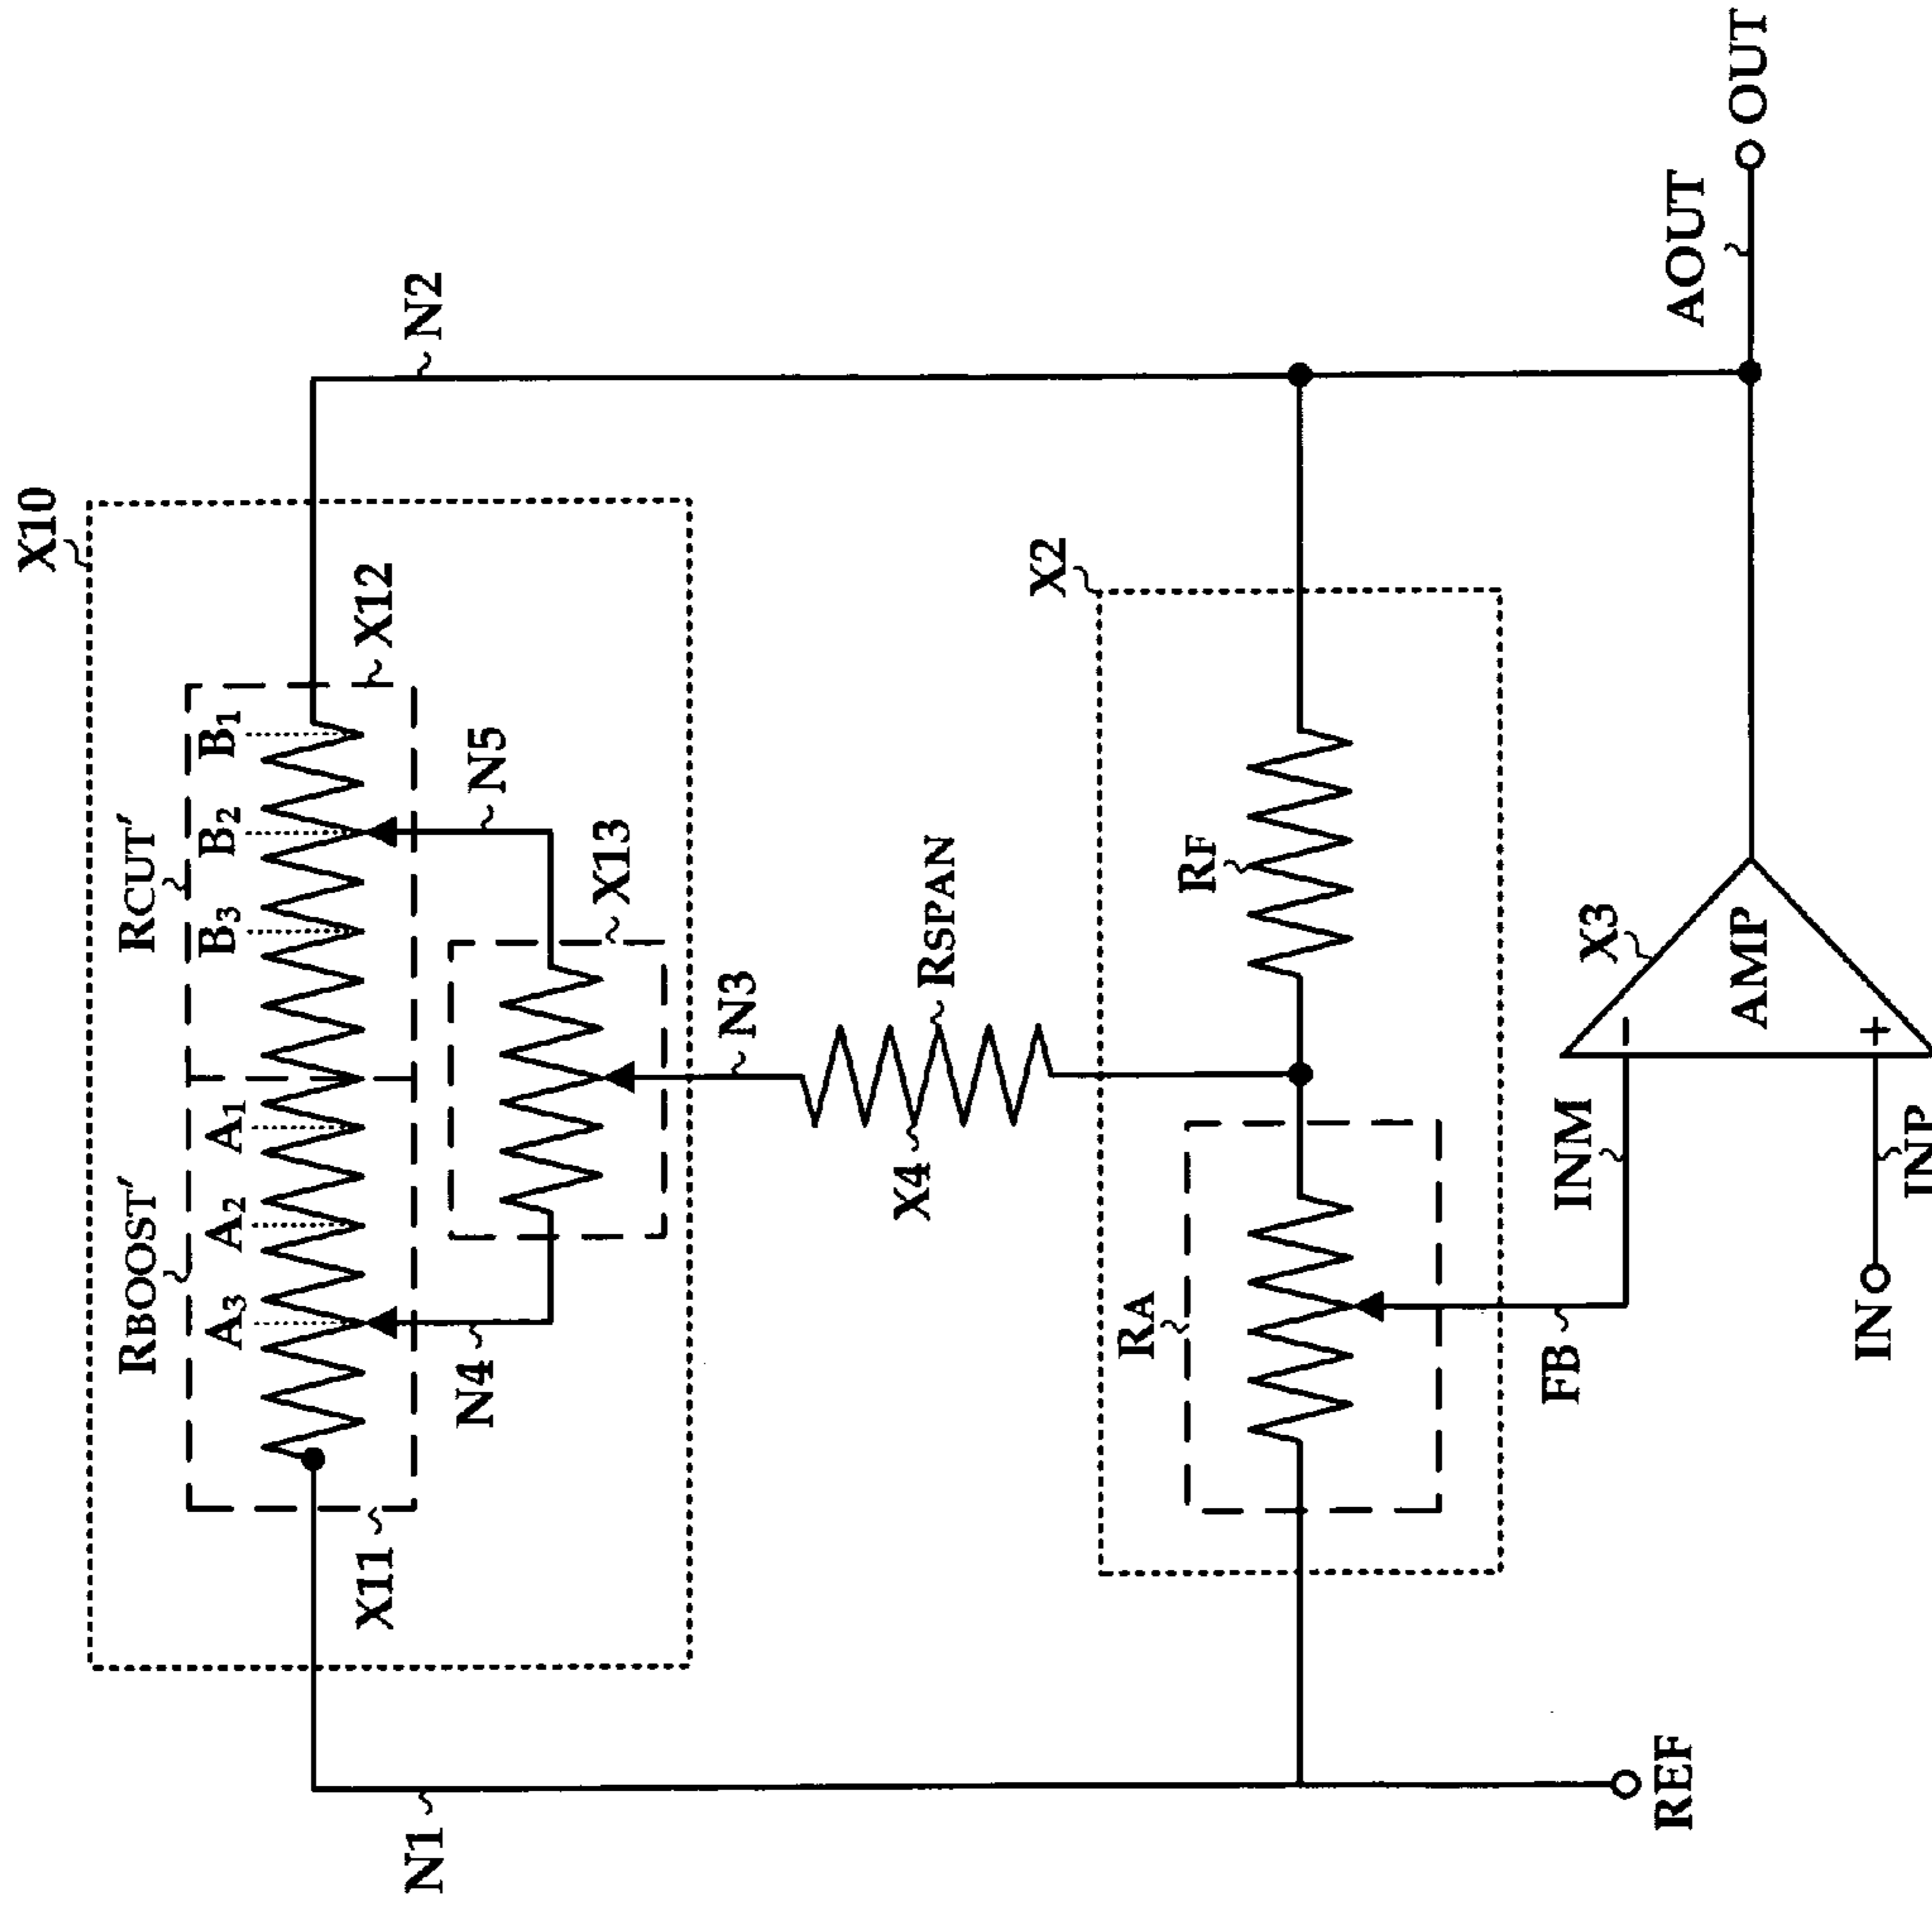 X10
RBOOST′
RCUT′
A3
A2
A1
B3
B2
B1
X11
X12
N1
N2
N4
N5
X13
N3
X4
RSPAN
X2
RA
RF
FB
INM
X3
AMP
−
+
IN
INP
REF
AOUT
OUT